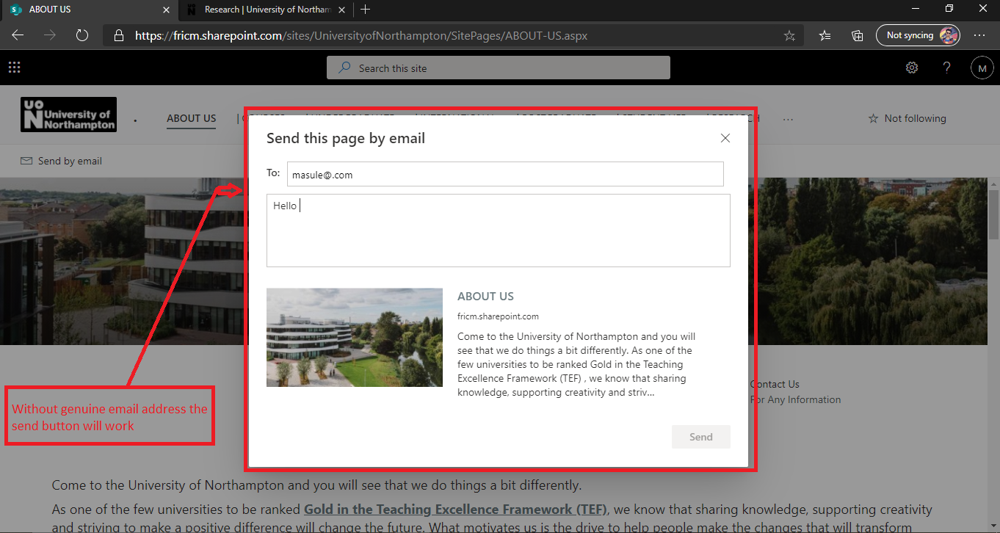 ABOUT US
Research | University of Northam
https://fricm.sharepoint.com/sites/UniversityofNorthampton/SitePages/ABOUT-US.aspx
Not syncing
Search this site
M
UON University of Northampton
ABOUT US
Not following
Send by email
Send this page by email
To: masule@.com
Hello
ABOUT US
fricm.sharepoint.com
Come to the University of Northampton and you will
see that we do things a bit differently. As one of the
few universities to be ranked Gold in the Teaching
Excellence Framework (TEF) , we know that sharing
knowledge, supporting creativity and striv...
Send
Without genuine email address the
send button will work
Contact Us
For Any Information
Come to the University of Northampton and you will see that we do things a bit differently.
As one of the few universities to be ranked Gold in the Teaching Excellence Framework (TEF), we know that sharing knowledge, supporting creativity
and striving to make a positive difference will change the future. What motivates us is the drive to help people make the changes that will transform